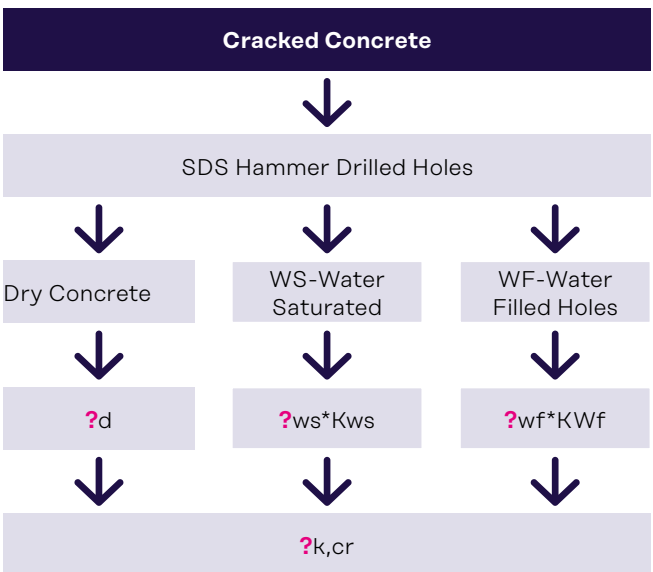 Cracked Concrete
SDS Hammer Drilled Holes
Dry Concrete
WS-Water
Saturated
WF-Water
Filled Holes
?d
?ws*Kws
?wf*KWf
?k,cr